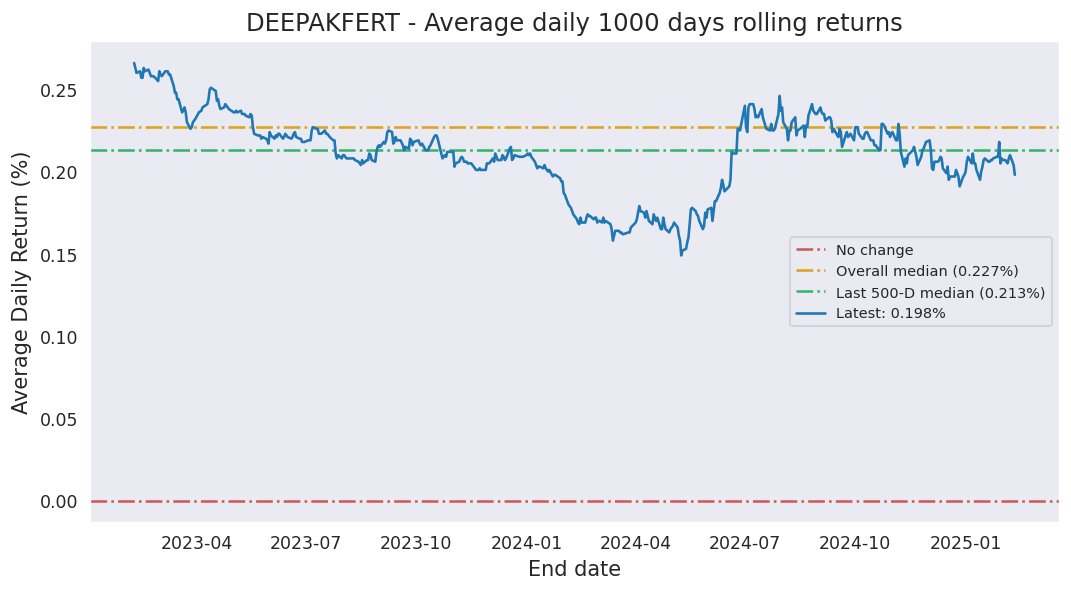 DEEPAKFERT - Average daily 1000 days rolling returns
Average Daily Return (%)
0.25
0.20
0.15
0.10
0.05
0.00
No change
Overall median (0.227%)
Last 500-D median (0.213%)
Latest: 0.198%
2023-04 2023-07 2023-10 2024-01 2024-04 2024-07 2024-10 2025-01
End date